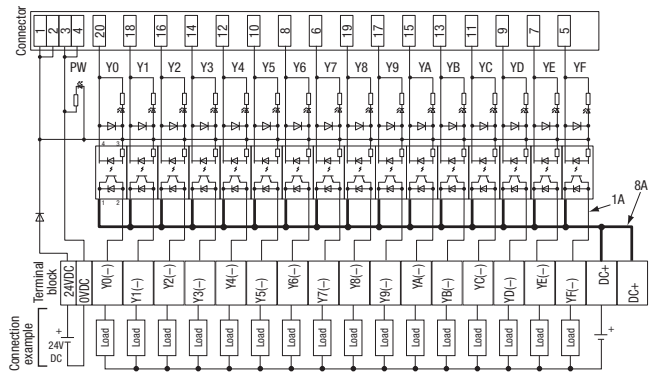 Connector
1 2 3 4 20 18 16 14 12 10 8 6 19 17 15 13 11 9 7 5
PW Y0 Y1 Y2 Y3 Y4 Y5 Y6 Y7 Y8 Y9 YA YB YC YD YE YF
4 3
1 2
1A 8A
Terminal block
24VDC 0VDC Y0(−) Y1(−) Y2(−) Y3(−) Y4(−) Y5(−) Y6(−) Y7(−) Y8(−) Y9(−) YA(−) YB(−) YC(−) YD(−) YE(−) YF(−) DC+ DC+
Connection example
+ 24V DC
Load Load Load Load Load Load Load Load Load Load Load Load Load Load Load Load
+